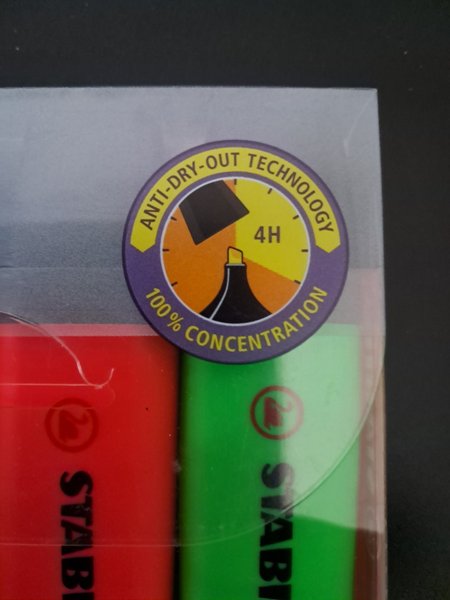 ANTI-DRY-OUT TECHNOLOGY
4H
100% CONCENTRATION
STABI
STABI